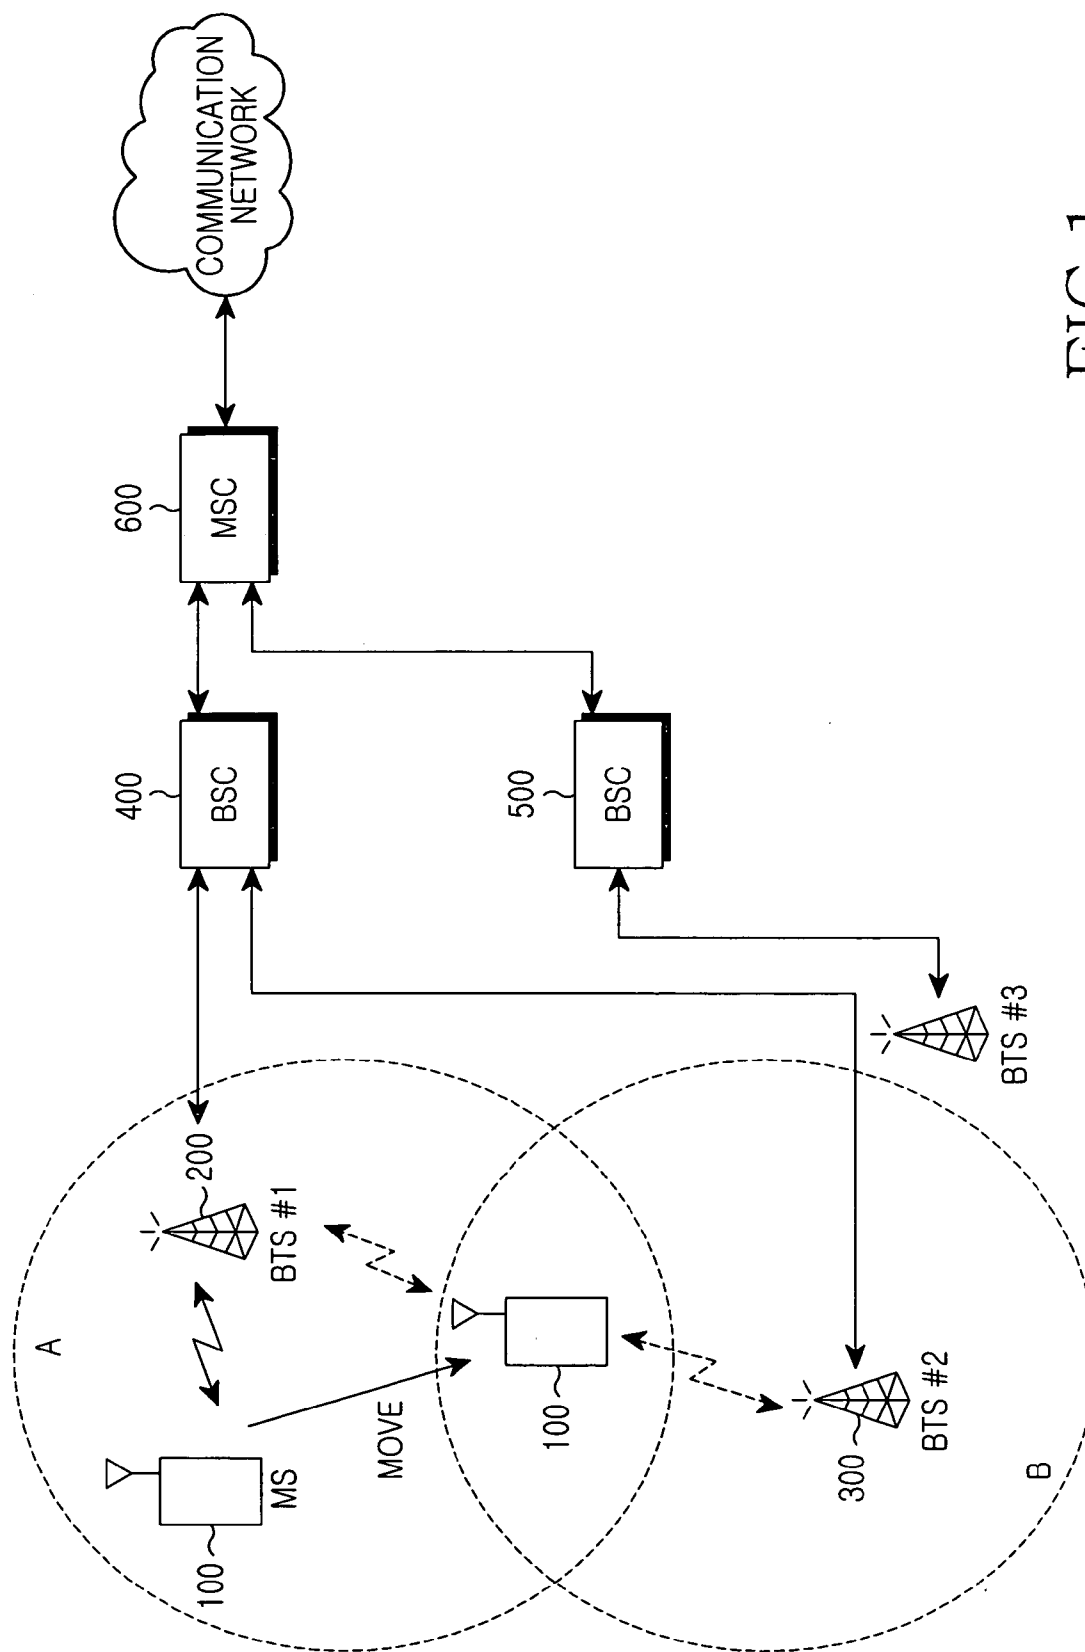 COMMUNICATION
NETWORK
600
MSC
400
BSC
500
BSC
200
BTS #1
BTS #3
A
MOVE
100
MS
100
300
BTS #2
B
FIG.1